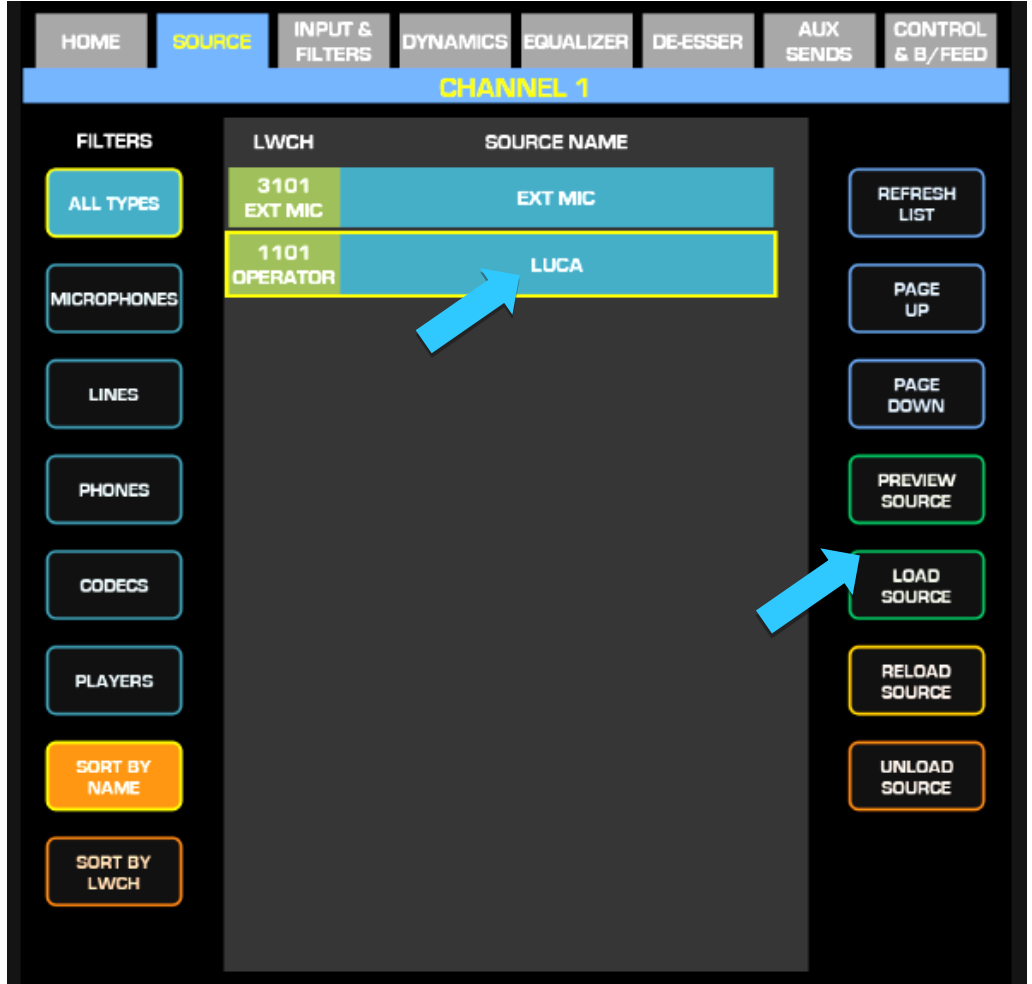 HOME
SOURCE
INPUT &
FILTERS
DYNAMICS
EQUALIZER
DE-ESSER
AUX
SENDS
CONTROL
& B/FEED
CHANNEL 1
FILTERS
ALL TYPES
MICROPHONES
LINES
PHONES
CODECS
PLAYERS
SORT BY
NAME
SORT BY
LWCH
LWCH
SOURCE NAME
3101
EXT MIC
EXT MIC
1101
OPERATOR
LUCA
REFRESH
LIST
PAGE
UP
PAGE
DOWN
PREVIEW
SOURCE
LOAD
SOURCE
RELOAD
SOURCE
UNLOAD
SOURCE